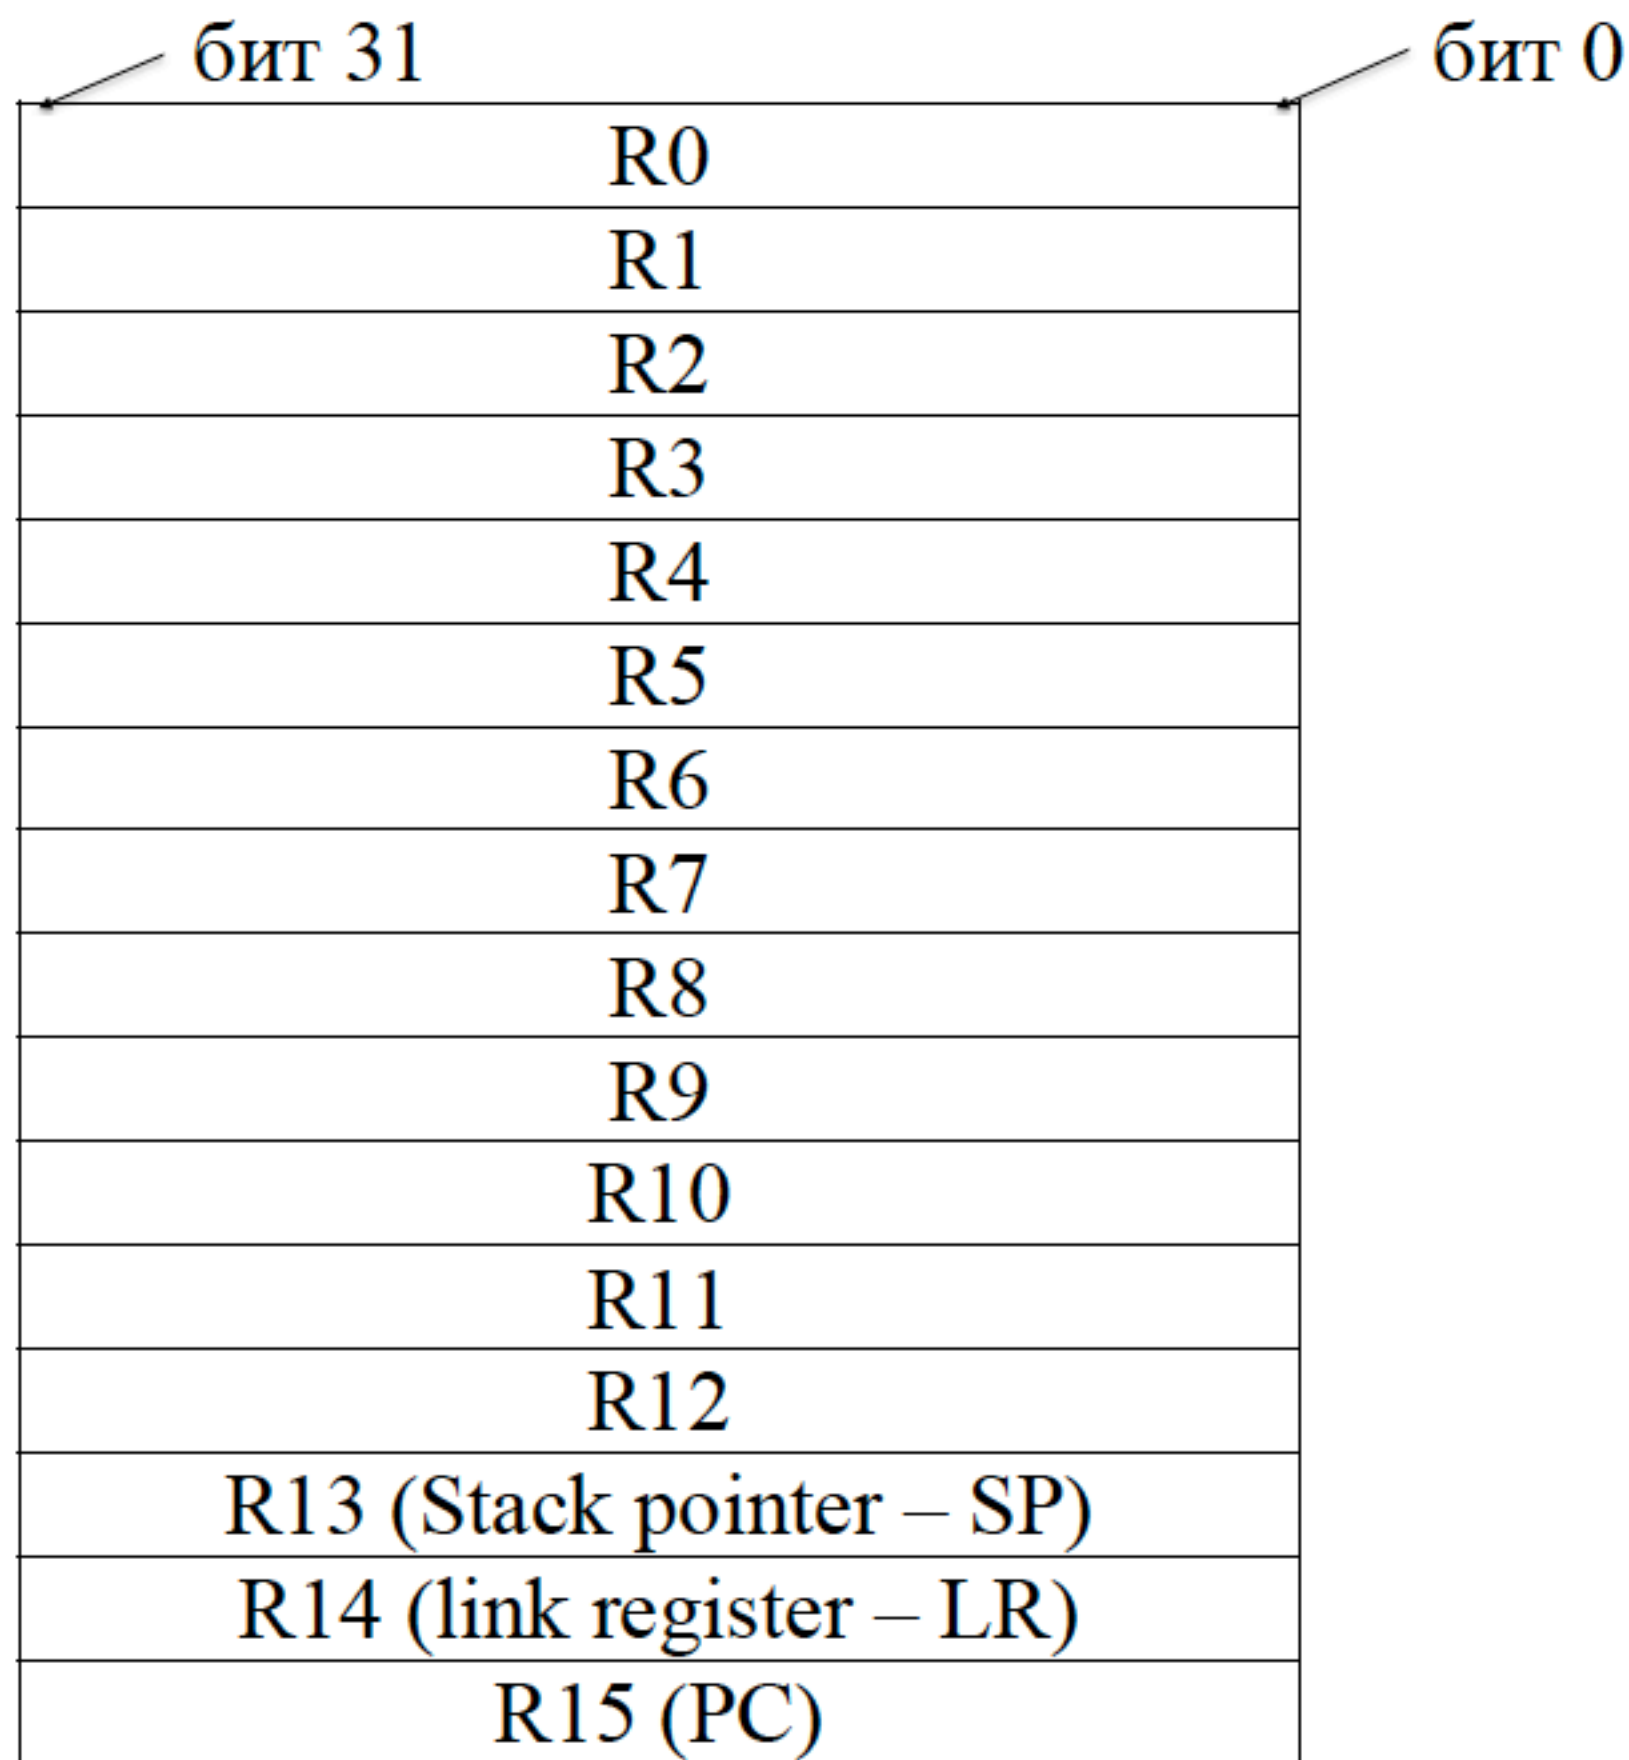 бит 31
бит 0
R0
R1
R2
R3
R4
R5
R6
R7
R8
R9
R10
R11
R12
R13 (Stack pointer – SP)
R14 (link register – LR)
R15 (PC)